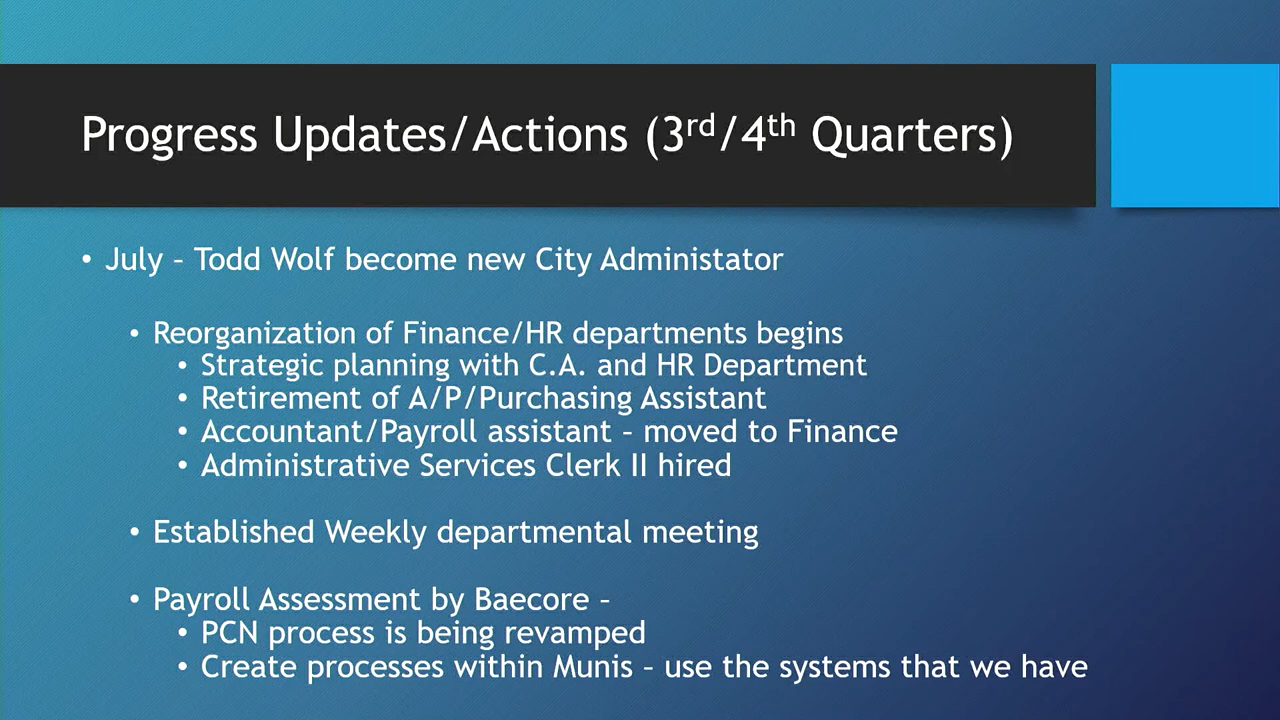 Progress Updates/Actions (3rd/4th Quarters)
• July – Todd Wolf become new City Administator
• Reorganization of Finance/HR departments begins
• Strategic planning with C.A. and HR Department
• Retirement of A/P/Purchasing Assistant
• Accountant/Payroll assistant – moved to Finance
• Administrative Services Clerk II hired
• Established Weekly departmental meeting
• Payroll Assessment by Baecore –
• PCN process is being revamped
• Create processes within Munis – use the systems that we have